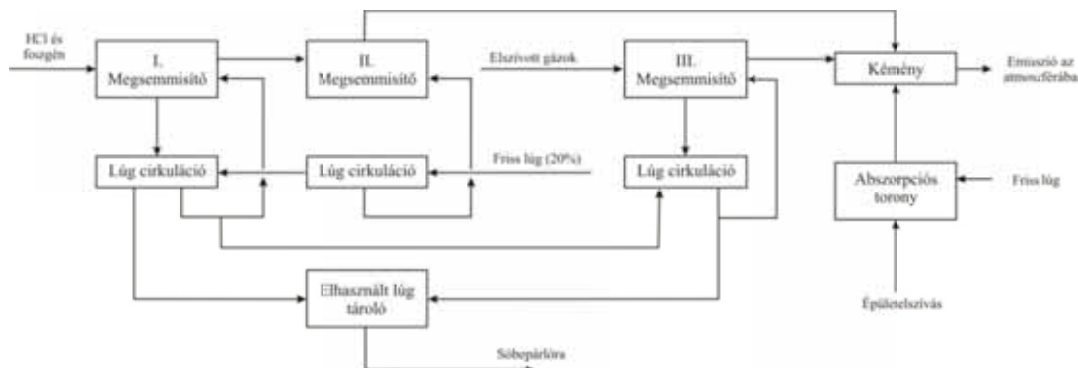 HCl és
foszgén
I.
Megsemmisítő
II.
Megsemmisítő
Elszívott gázok
III.
Megsemmisítő
Kémény
Emisszió az
atmoszférába
Lúg cirkuláció
Lúg cirkuláció
Friss lúg (20%)
Lúg cirkuláció
Abszorpciós
torony
Friss lúg
Elhasznált lúg
tároló
Épületelszívás
Sóbepárlóra